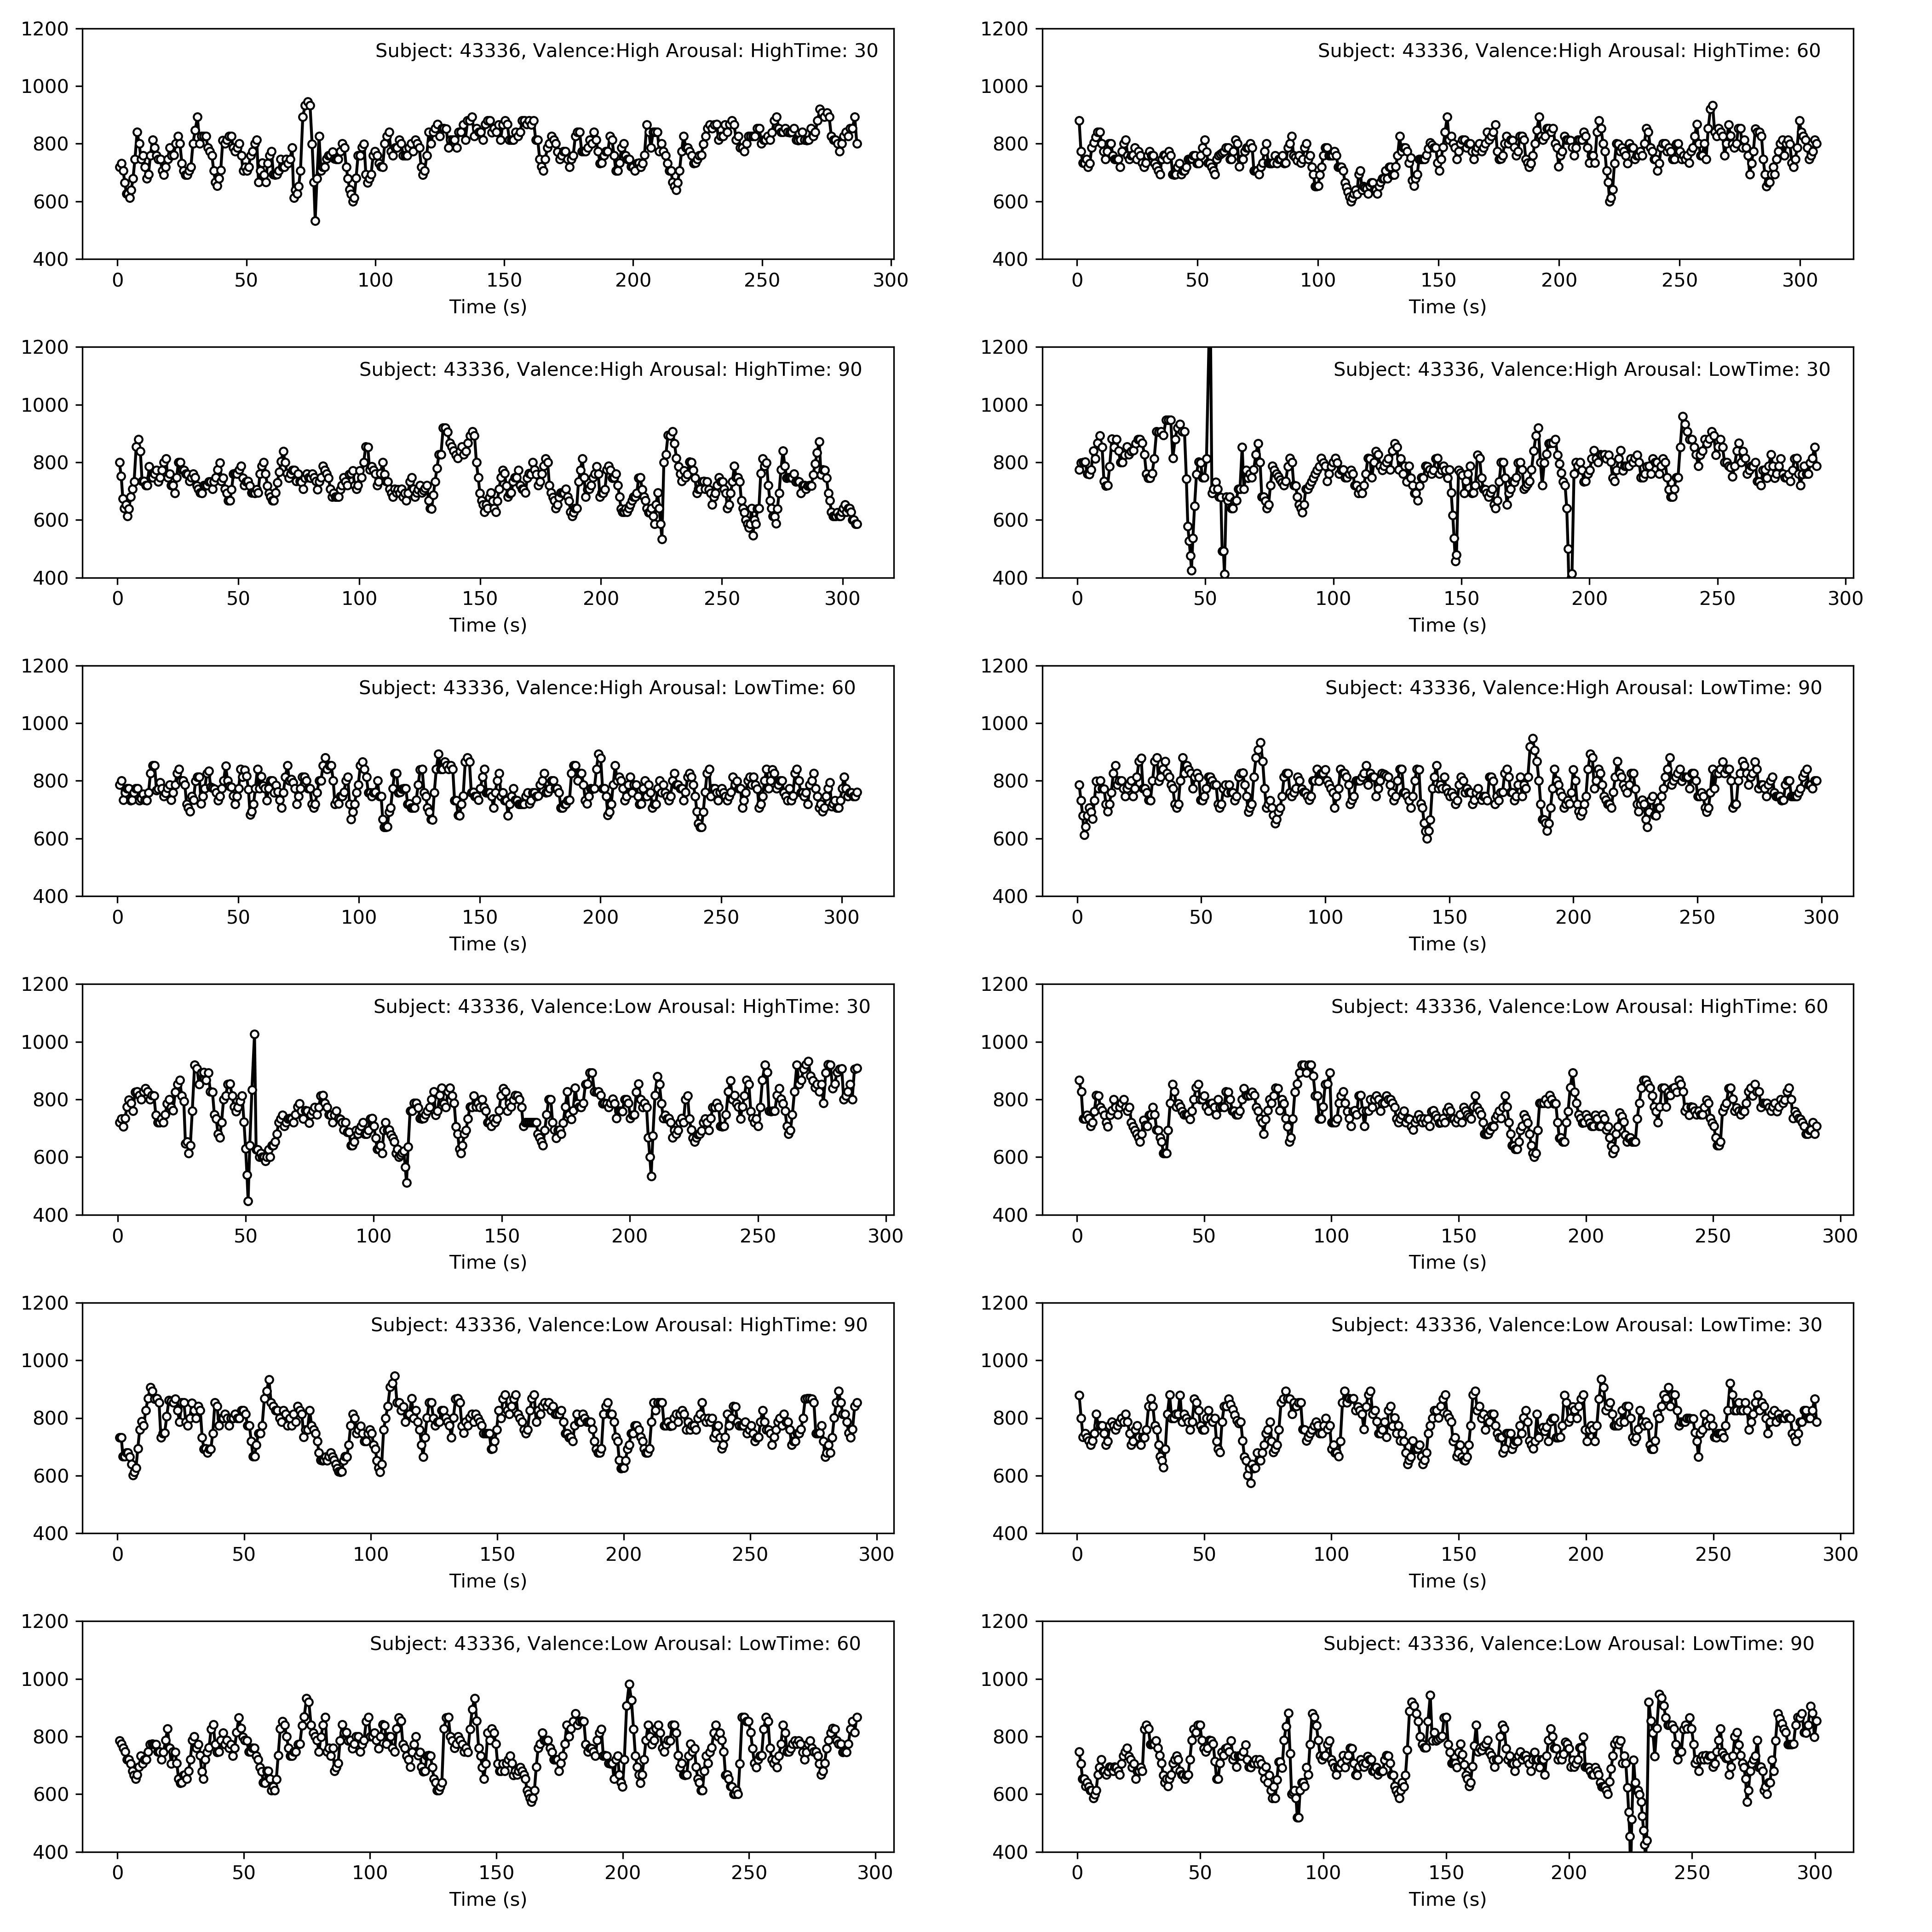 1200
1000
800
600
400
Subject: 43336, Valence:High Arousal: HighTime: 30
0 50 100 150 200 250 300
Time (s)
1200
1000
800
600
400
Subject: 43336, Valence:High Arousal: HighTime: 60
0 50 100 150 200 250 300
Time (s)
1200
1000
800
600
400
Subject: 43336, Valence:High Arousal: HighTime: 90
0 50 100 150 200 250 300
Time (s)
1200
1000
800
600
400
Subject: 43336, Valence:High Arousal: LowTime: 30
0 50 100 150 200 250 300
Time (s)
1200
1000
800
600
400
Subject: 43336, Valence:High Arousal: LowTime: 60
0 50 100 150 200 250 300
Time (s)
1200
1000
800
600
400
Subject: 43336, Valence:High Arousal: LowTime: 90
0 50 100 150 200 250 300
Time (s)
1200
1000
800
600
400
Subject: 43336, Valence:Low Arousal: HighTime: 30
0 50 100 150 200 250 300
Time (s)
1200
1000
800
600
400
Subject: 43336, Valence:Low Arousal: HighTime: 60
0 50 100 150 200 250 300
Time (s)
1200
1000
800
600
400
Subject: 43336, Valence:Low Arousal: HighTime: 90
0 50 100 150 200 250 300
Time (s)
1200
1000
800
600
400
Subject: 43336, Valence:Low Arousal: LowTime: 30
0 50 100 150 200 250 300
Time (s)
1200
1000
800
600
400
Subject: 43336, Valence:Low Arousal: LowTime: 60
0 50 100 150 200 250 300
Time (s)
1200
1000
800
600
400
Subject: 43336, Valence:Low Arousal: LowTime: 90
0 50 100 150 200 250 300
Time (s)